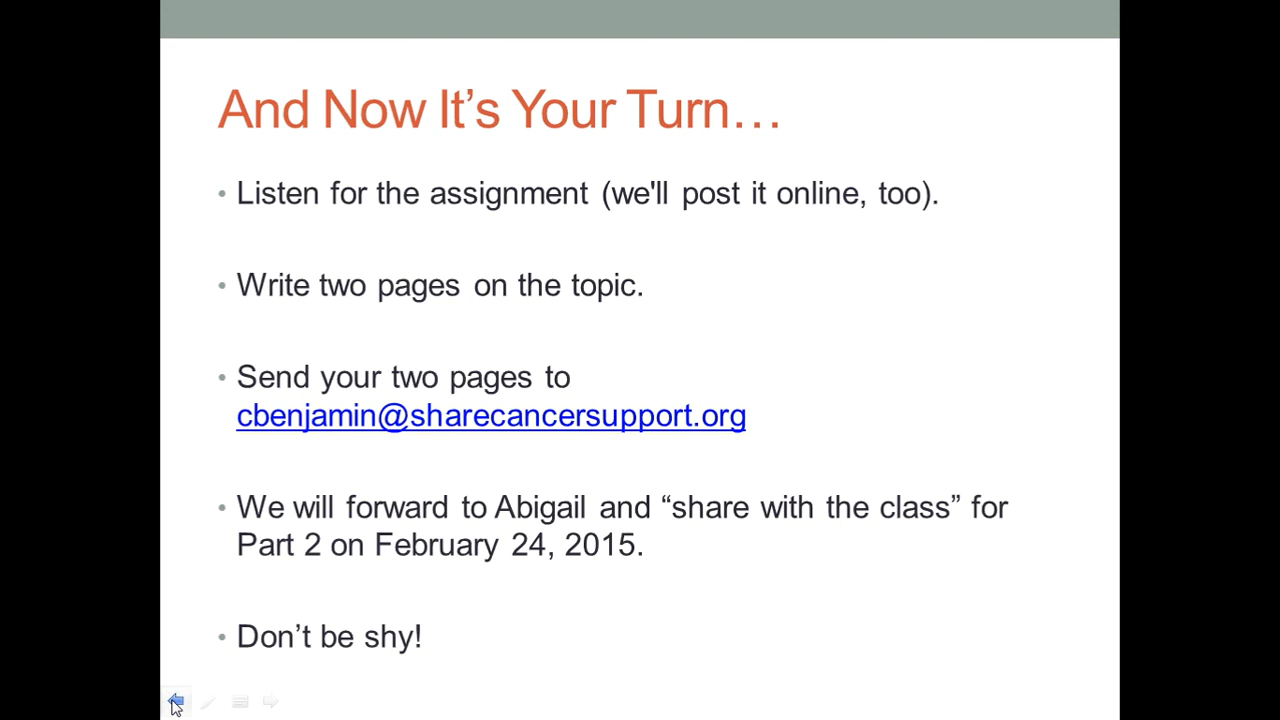 And Now It’s Your Turn…
• Listen for the assignment (we'll post it online, too).
• Write two pages on the topic.
• Send your two pages to
cbenjamin@sharecancersupport.org
• We will forward to Abigail and “share with the class” for
Part 2 on February 24, 2015.
• Don’t be shy!